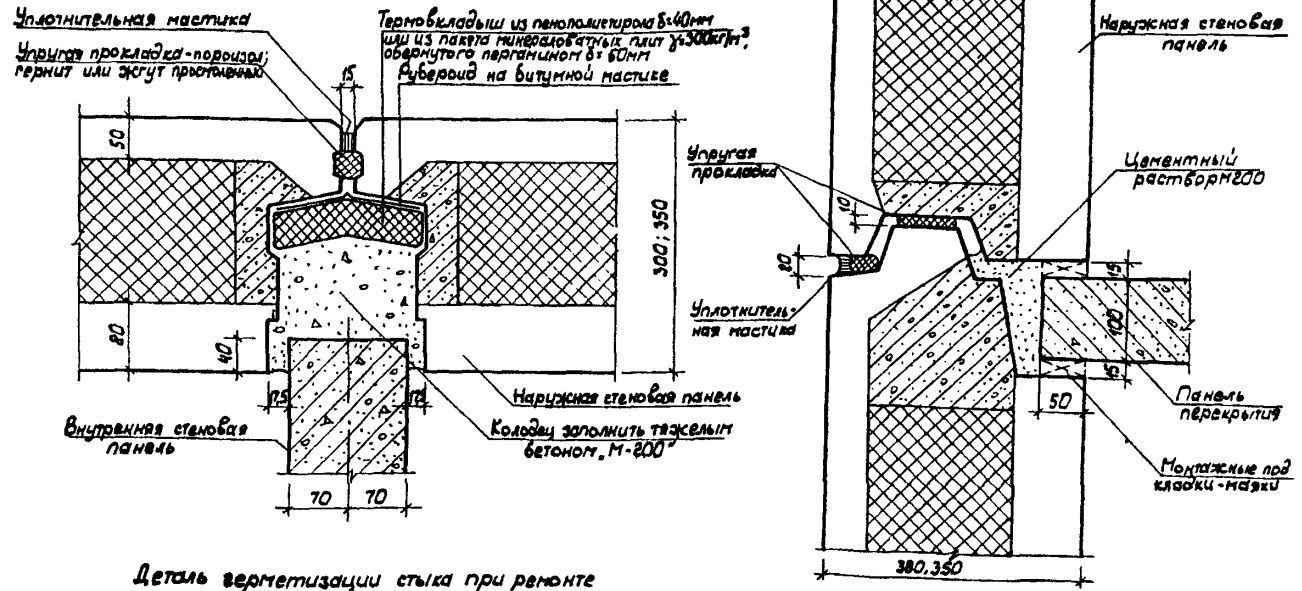 Уплотнительная мастика
Упругая прокладка-пороизол;
гернит или жгут просмоленный
15
Термовкладыш из пенополистирола δ=40мм
или из пакета минераловатных плит γ=300кг/м³,
обернутого пергамином δ=60мм
Рубероид на битумной мастике
50
80
40
300; 350
17,5
17,5
Наружная стеновая панель
Внутренняя стеновая
панель
Колодец заполнить тяжелым
бетоном „М-200"
70
70
Деталь герметизации стыка при ремонте
Наружная стеновая
панель
Упругая
прокладка
Цементный
раствор М200
10
20
Уплотнитель-
ная мастика
15
100
15
50
Панель
перекрытия
Монтажные под
кладки-маяки
380,350